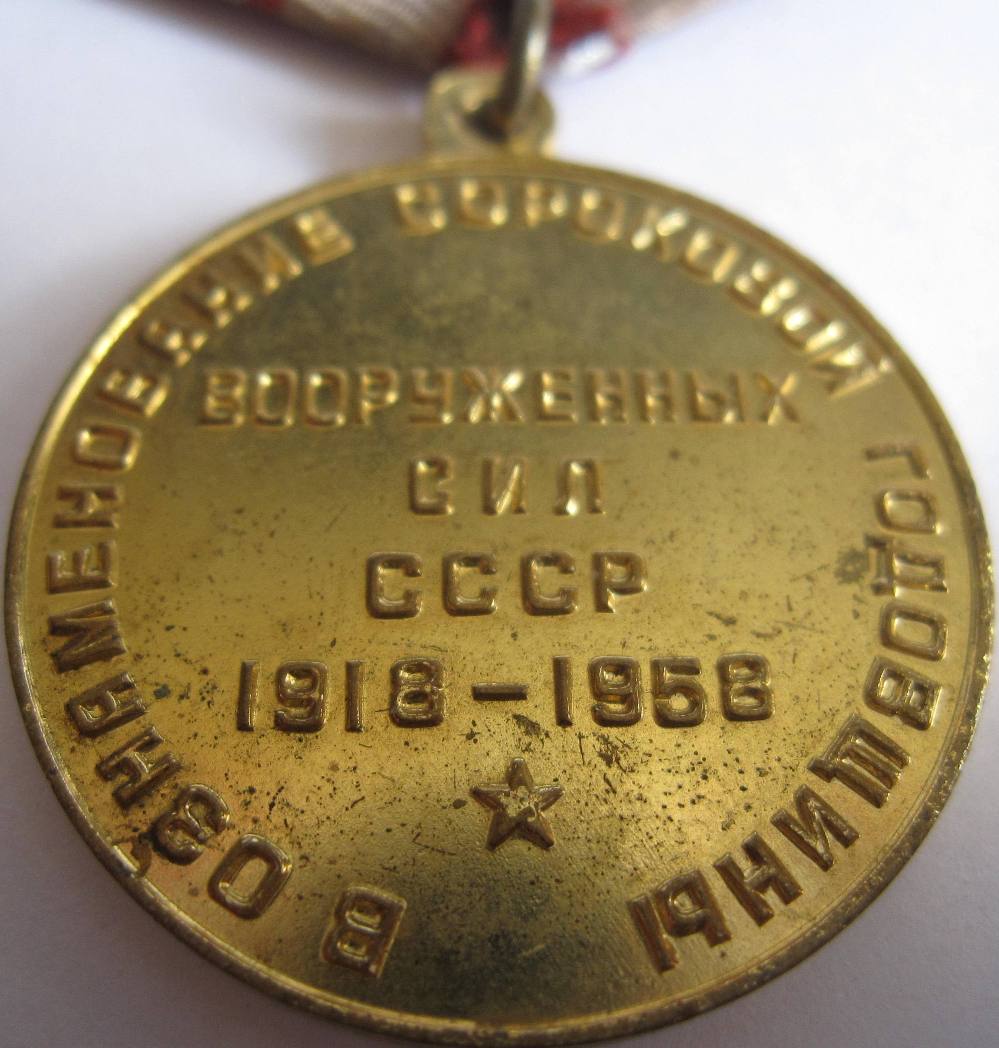 В ОЗНАМЕНОВАНИЕ СОРОКОВОЙ ГОДОВЩИНЫ
ВООРУЖЕННЫХ
СИЛ
СССР
1918-1958